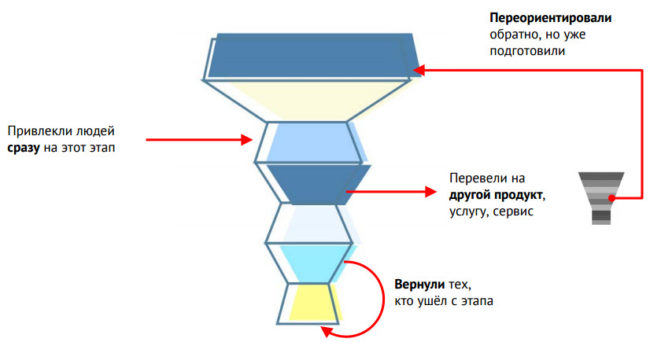 Переориентировали
обратно, но уже
подготовили
Привлекли людей
сразу на этот этап
Перевели на
другой продукт,
услугу, сервис
Вернули тех,
кто ушёл с этапа